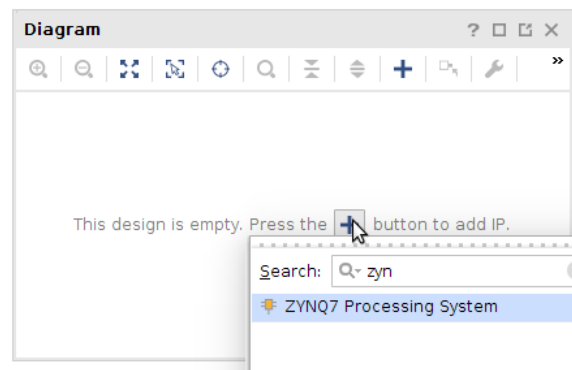 Diagram
This design is empty. Press the button to add IP.
Search: zyn
ZYNQ7 Processing System